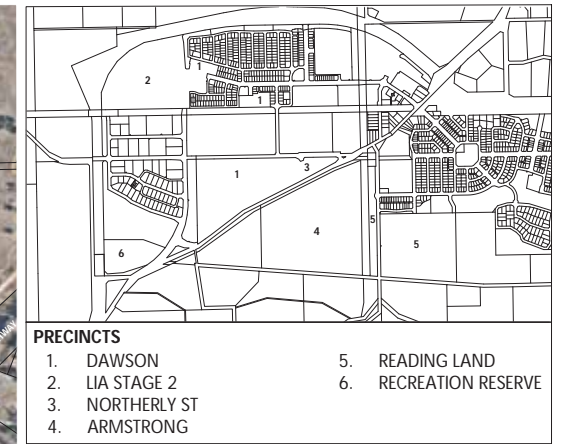 1
2
1
1
3
4
5
5
6
PRECINCTS
1. DAWSON
2. LIA STAGE 2
3. NORTHERLY ST
4. ARMSTRONG
5. READING LAND
6. RECREATION RESERVE
WAY